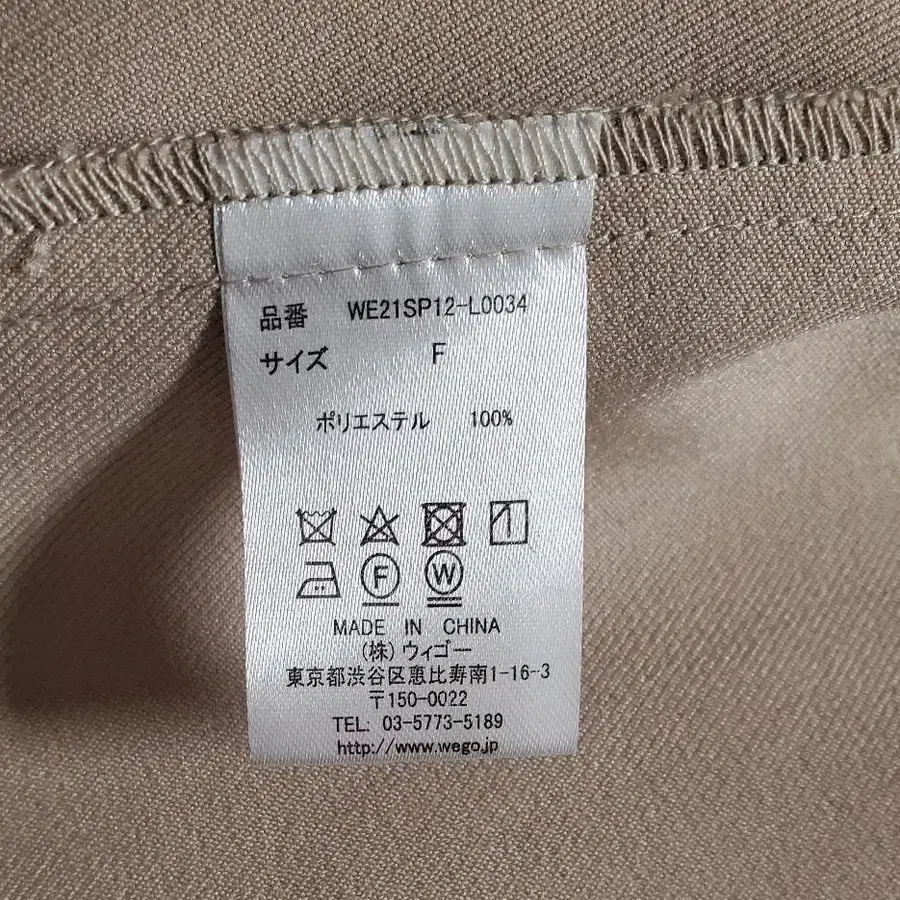 品番 WE21SP12-L0034
サイズ F
ポリエステル 100%
F W
MADE IN CHINA
(株)ウィゴー
東京都渋谷区恵比寿南1-16-3
〒150-0022
TEL: 03-5773-5189
http://www.wego.jp